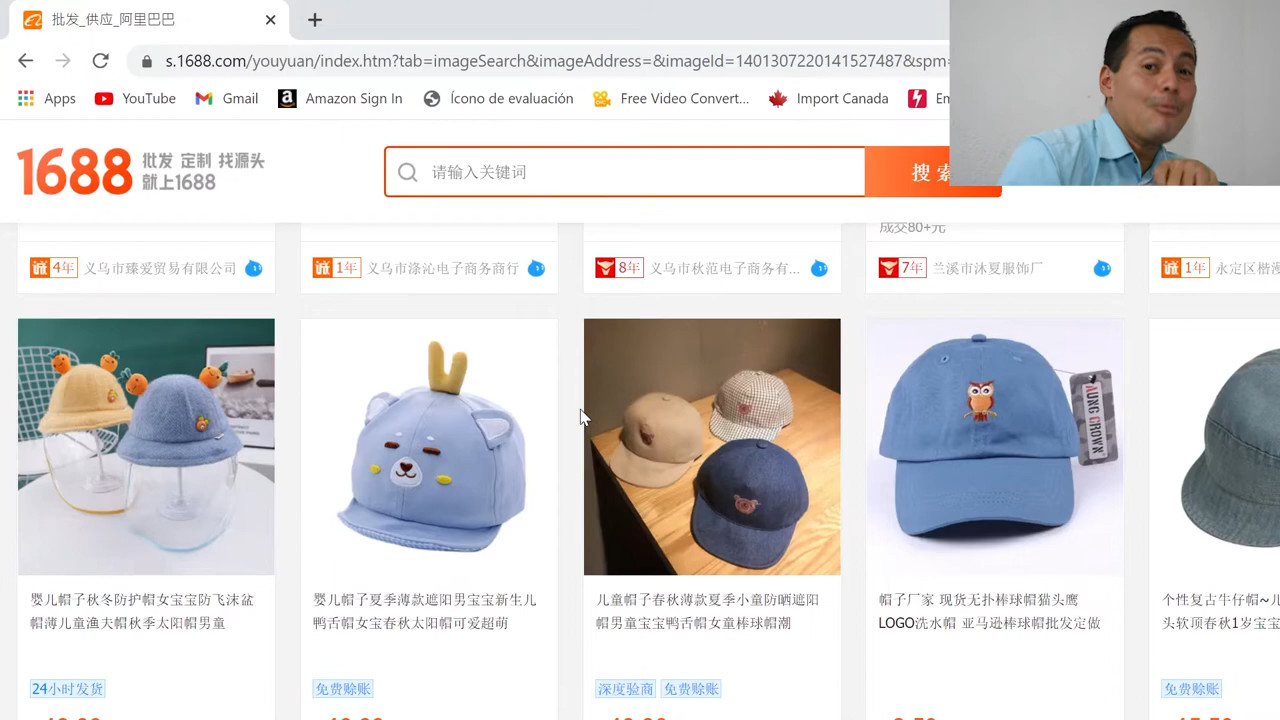 批发_供应_阿里巴巴
s.1688.com/youyuan/index.htm?tab=imageSearch&imageAddress=&imageId=1401307220141527487&spm=
Apps YouTube Gmail Amazon Sign In Ícono de evaluación Free Video Convert... Import Canada
1688 批发 定制 找源头
就上1688
请输入关键词
搜索
成交80+元
诚 4年 义乌市臻爱贸易有限公司
诚 1年 义乌市涤沁电子商务商行
8年 义乌市秋范电子商务有...
7年 兰溪市沐夏服饰厂
诚 1年 永定区楷
AUNG CROWN
婴儿帽子秋冬防护帽女宝宝防飞沫盆
帽薄儿童渔夫帽秋季太阳帽男童
24小时发货
婴儿帽子夏季薄款遮阳男宝宝新生儿
鸭舌帽女宝春秋太阳帽可爱超萌
免费赊账
儿童帽子春秋薄款夏季小童防晒遮阳
帽男童宝宝鸭舌帽女童棒球帽潮
深度验商 免费赊账
帽子厂家 现货无扑棒球帽猫头鹰
LOGO洗水帽 亚马逊棒球帽批发定做
个性复古牛仔帽~儿
头软顶春秋1岁宝宝
免费赊账